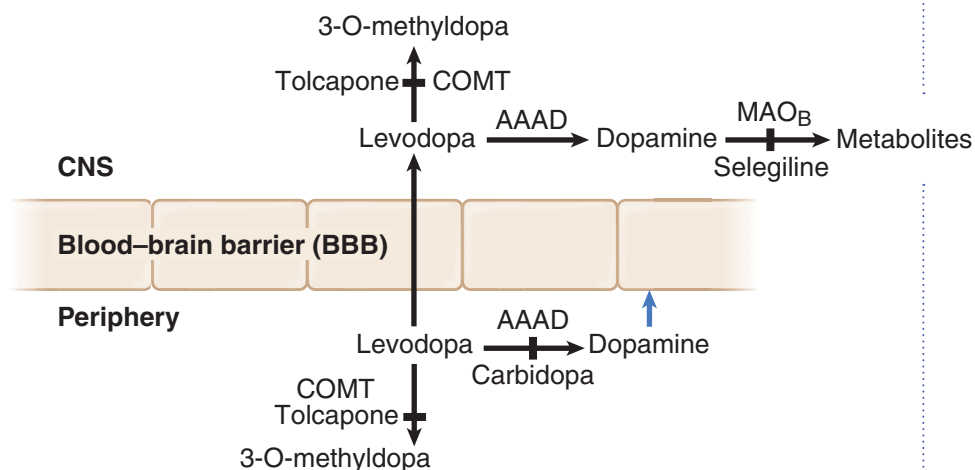 3-O-methyldopa
Tolcapone COMT
Levodopa AAAD Dopamine MAOB Metabolites
Selegiline
CNS
Blood–brain barrier (BBB)
Periphery
Levodopa AAAD Dopamine
Carbidopa
COMT
Tolcapone
3-O-methyldopa